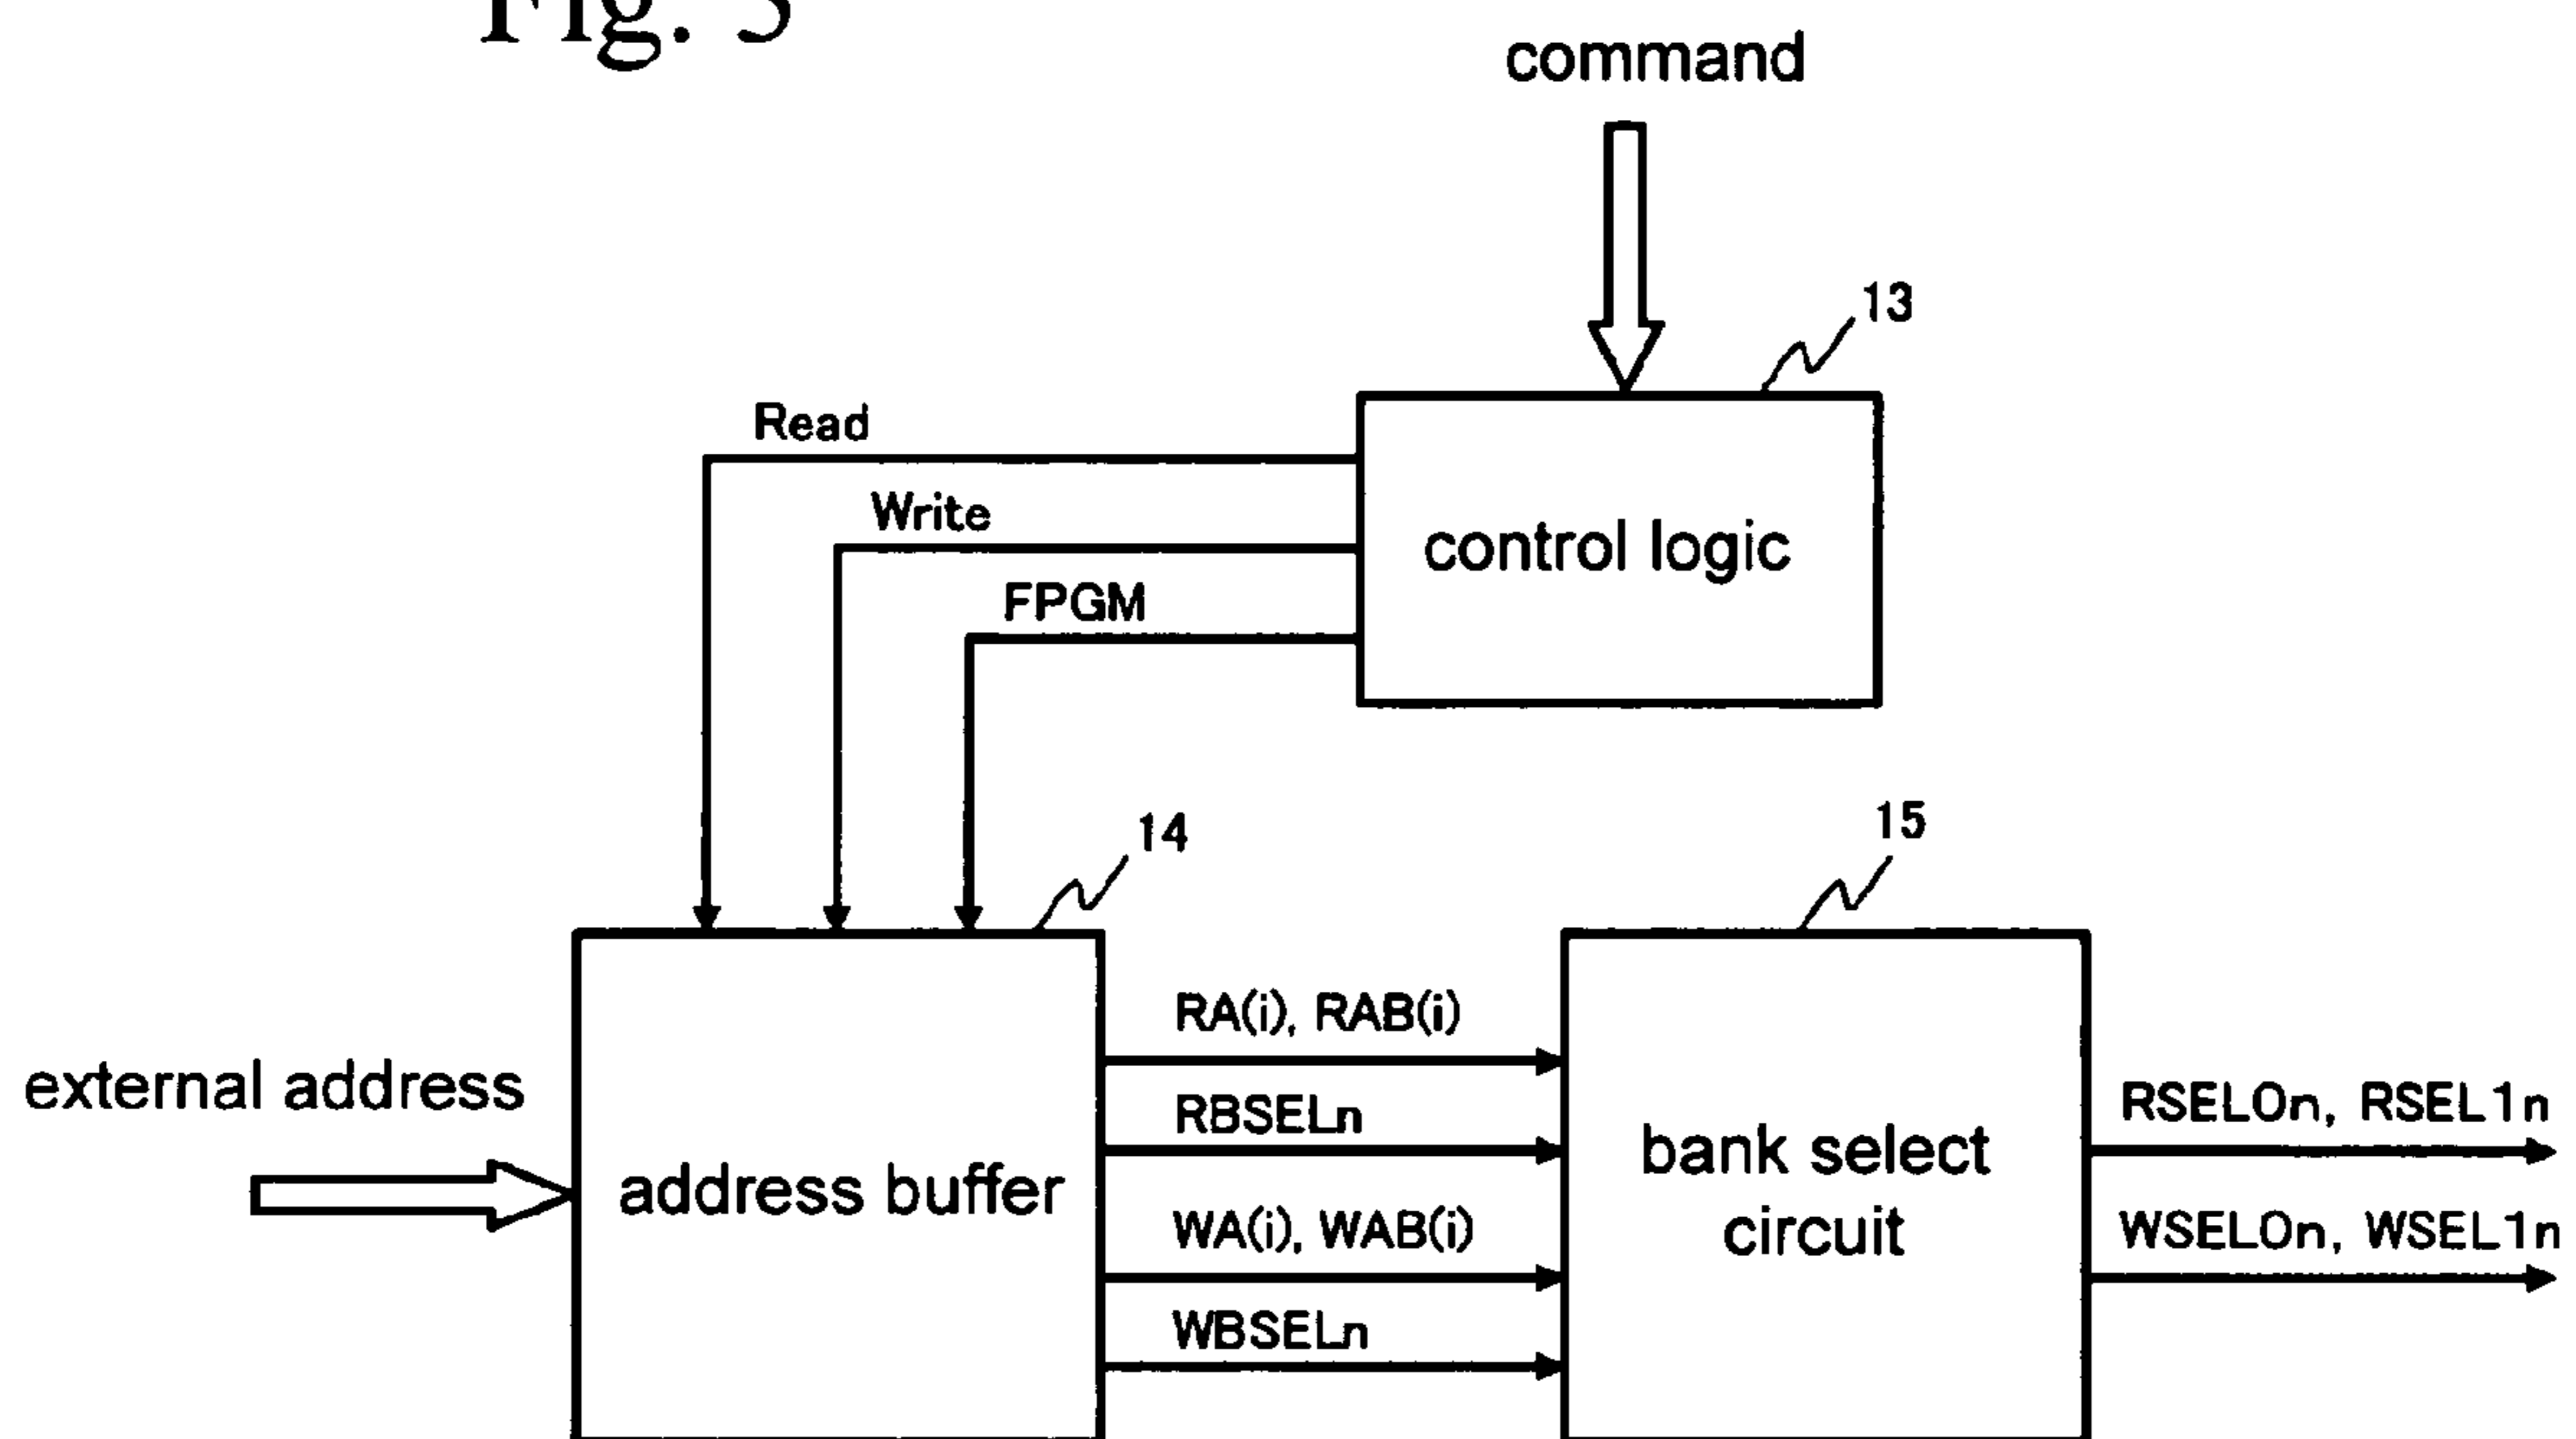 Fig. 3
command
13
Read
Write
control logic
FPGM
14
15
RA(i), RAB(i)
external address
RBSELn
RSEL0n, RSEL1n
address buffer
bank select
circuit
WA(i), WAB(i)
WSEL0n, WSEL1n
WBSELn